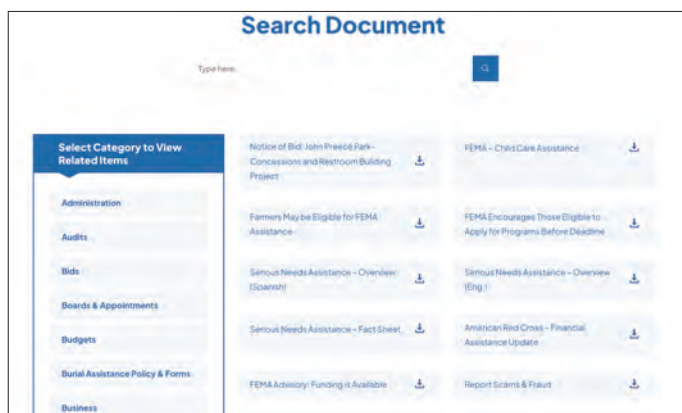 Search Document
Type here
Select Category to View
Related Items
Administration
Audits
Bids
Boards & Appointments
Budgets
Burial Assistance Policy & Forms
Business
Notice of Bid: John Preece Park-
Concessions and Restroom Building
Project
FEMA - Child Care Assistance
Farmers May be Eligible for FEMA
Assistance
FEMA Encourages Those Eligible to
Apply for Programs Before Deadline
Serious Needs Assistance - Overview
(Spanish)
Serious Needs Assistance - Overview
(Eng.)
Serious Needs Assistance - Fact Sheet
American Red Cross - Financial
Assistance Update
FEMA Advisory: Funding is Available
Report Scams & Fraud